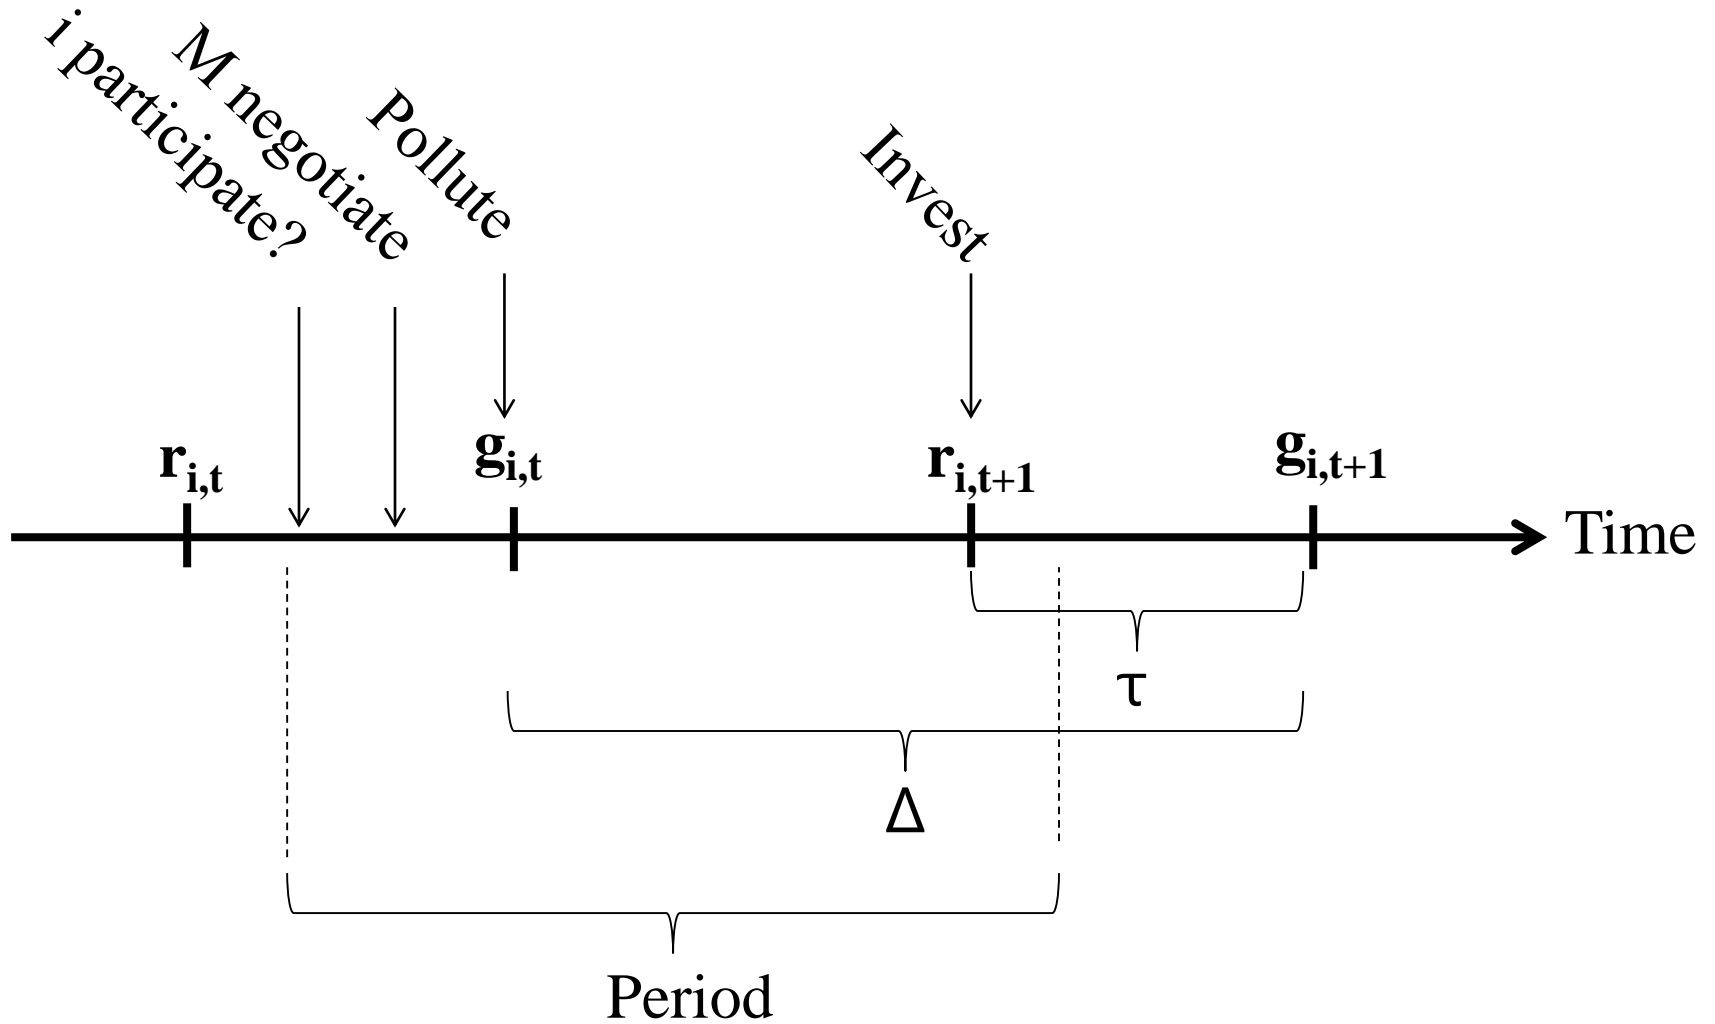 i participate?
M negotiate
Pollute
Invest
r_{i,t}
g_{i,t}
r_{i,t+1}
g_{i,t+1}
Time
τ
Δ
Period